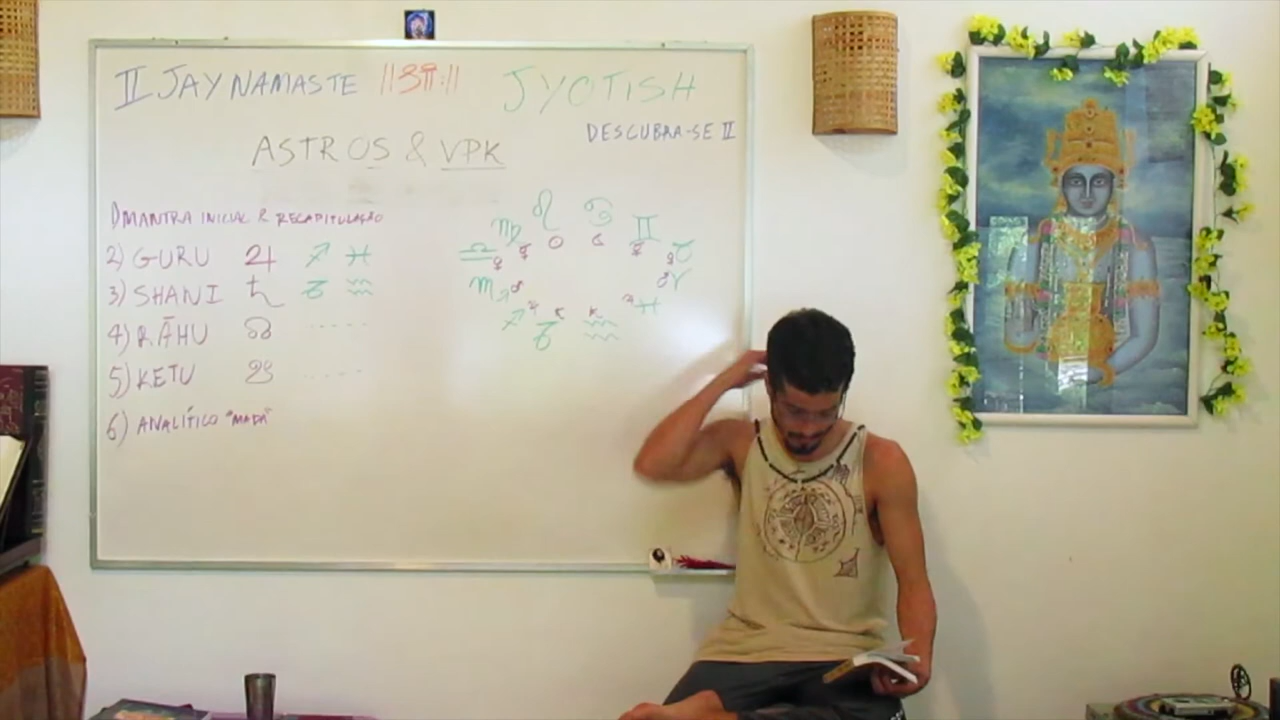 II JAY NAMASTE ||ॐ|| JYOTISH
DESCUBRA-SE II
ASTROS & VPK
1) MANTRA INICIAL & RECAPITULAÇÃO
2) GURU ♃ ♐ ♓
3) SHANI ♄ ♑ ♒
4) RĀHU ☊ ------
5) KETU ☋ ------
6) ANALÍTICO "MADA"
♍ ♌ ♋ ♊
♎ ♀ ☿ ☉ ☾ ☿ ♀ ♉
♏ ♂ ♂ ♈
♐ ♃ ♄ ♄ ♃ ♓
♑ ♒